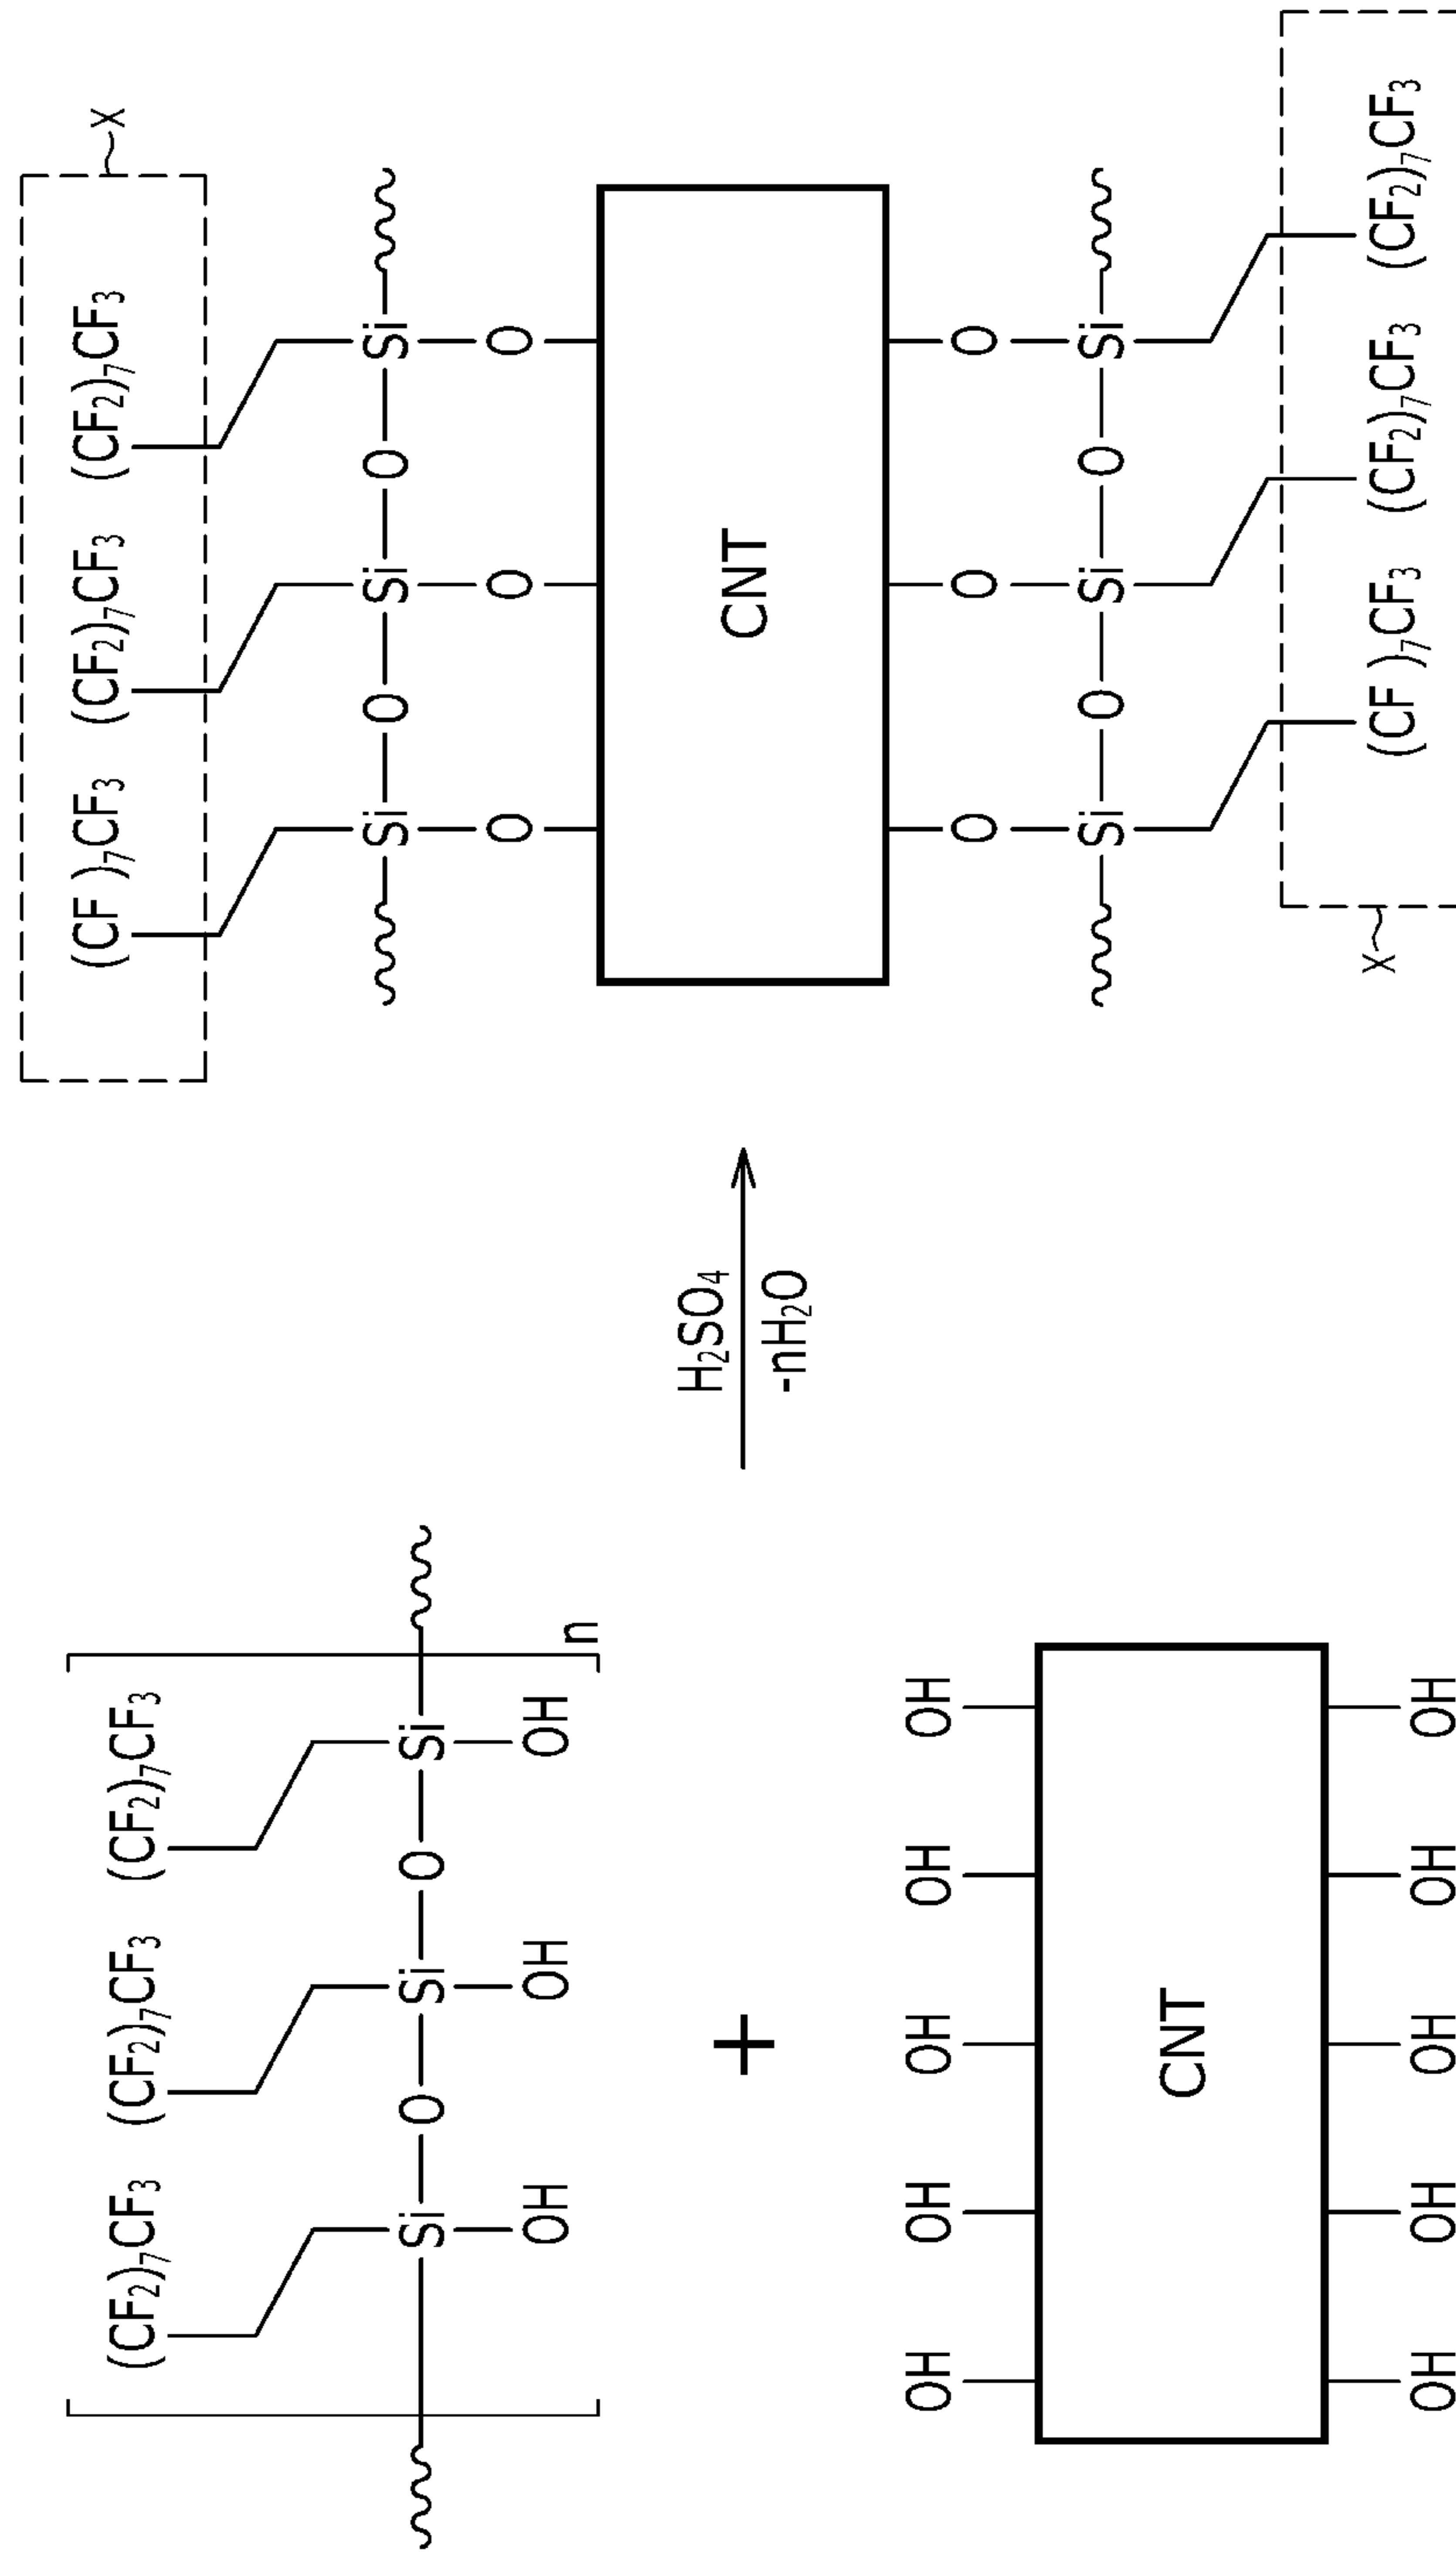 (CF₂)₇CF₃ (CF₂)₇CF₃ (CF₂)₇CF₃
Si O Si O Si
OH OH OH
n
+
OH OH OH OH OH
CNT
OH OH OH OH OH
H₂SO₄
-nH₂O
X
(CF )₇CF₃ (CF₂)₇CF₃ (CF₂)₇CF₃
Si O Si O Si
O O O
CNT
O O O
Si O Si O Si
(CF )₇CF₃ (CF₂)₇CF₃ (CF₂)₇CF₃
X